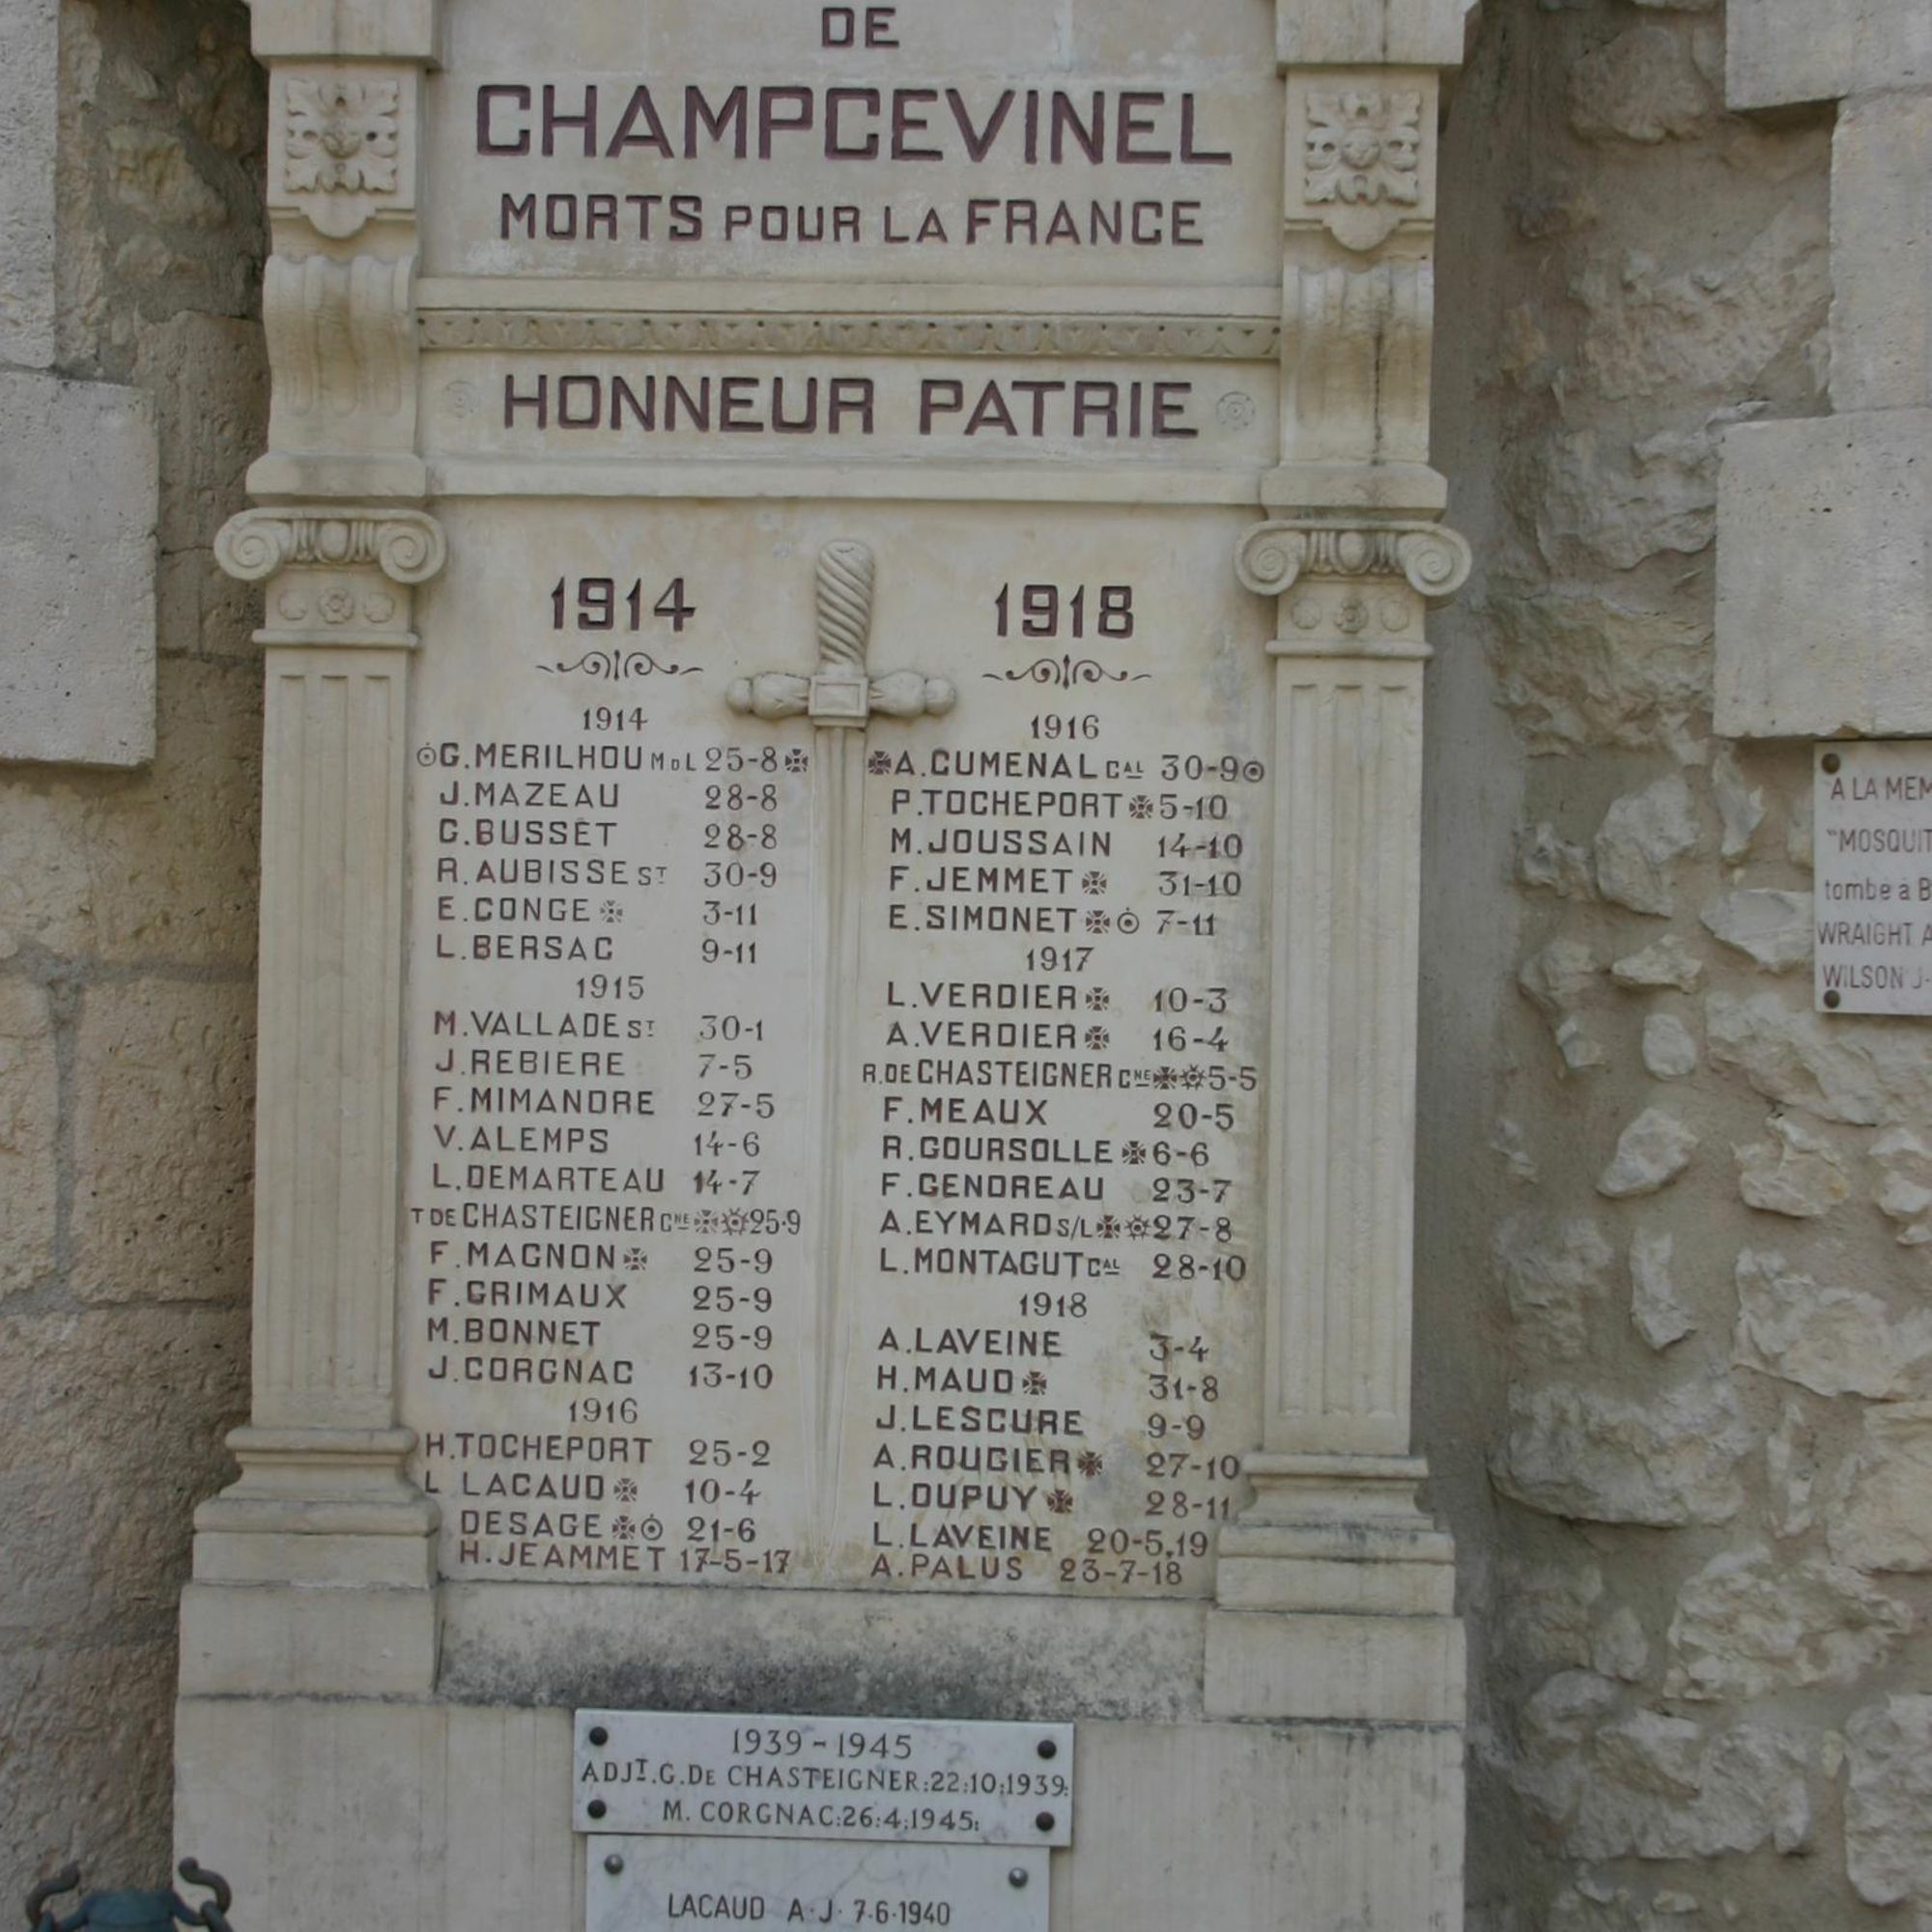 DE
CHAMPCEVINEL
MORTS POUR LA FRANCE
HONNEUR PATRIE
1914
1914
G.MERILHOU MDL 25-8
J.MAZEAU 28-8
G.BUSSET 28-8
R.AUBISSE ST 30-9
E.CONGE 3-11
L.BERSAC 9-11
1915
M.VALLADE ST 30-1
J.REBIERE 7-5
F.MIMANDRE 27-5
V.ALEMPS 14-6
L.DEMARTEAU 14-7
T DE CHASTEIGNER CNE 25·9
F.MAGNON 25-9
F.GRIMAUX 25-9
M.BONNET 25-9
J.CORGNAC 13-10
1916
H.TOCHEPORT 25-2
L LACAUD 10-4
DESAGE 21-6
H.JEAMMET 17-5-17
1918
1916
A.CUMENAL CAL 30-9
P.TOCHEPORT 5-10
M.JOUSSAIN 14-10
F.JEMMET 31-10
E.SIMONET 7-11
1917
L.VERDIER 10-3
A.VERDIER 16-4
R.DE CHASTEIGNER CNE 5-5
F.MEAUX 20-5
R.GOURSOLLE 6-6
F.GENDREAU 23-7
A.EYMARD S/L 27-8
L.MONTAGUT CAL 28-10
1918
A.LAVEINE 3-4
H.MAUD 31-8
J.LESCURE 9-9
A.ROUGIER 27-10
L.DUPUY 28-11
L.LAVEINE 20-5.19
A.PALUS 23-7-18
1939-1945
ADJT.G.DE CHASTEIGNER:22:10:1939:
M. CORGNAC:26:4:1945:
LACAUD A·J· 7·6·1940
A LA MEM
"MOSQUIT
tombé à B
WRAIGHT A
WILSON J-